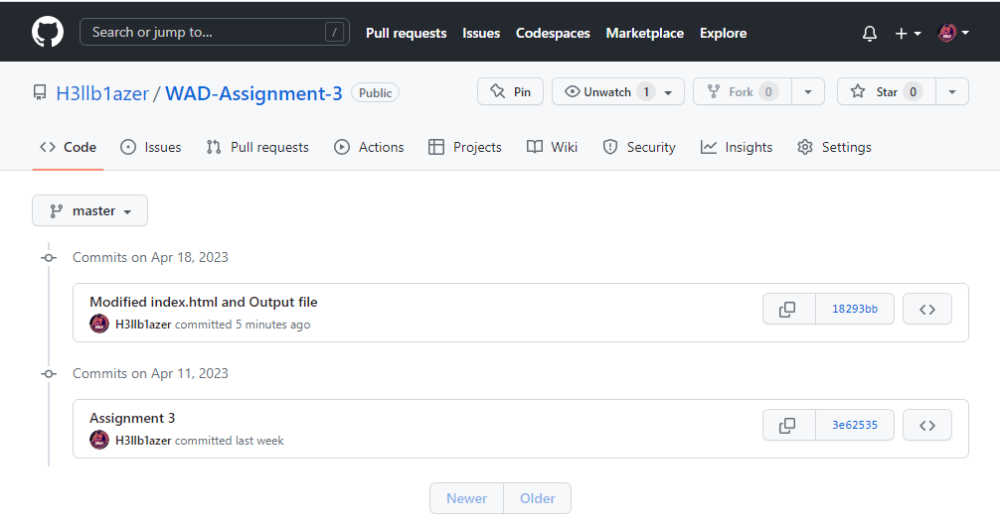 Search or jump to... / Pull requests Issues Codespaces Marketplace Explore
H3llb1azer / WAD-Assignment-3 Public Pin Unwatch 1 Fork 0 Star 0
Code Issues Pull requests Actions Projects Wiki Security Insights Settings
master
Commits on Apr 18, 2023
Modified index.html and Output file
H3llb1azer committed 5 minutes ago
18293bb
Commits on Apr 11, 2023
Assignment 3
H3llb1azer committed last week
3e62535
Newer Older